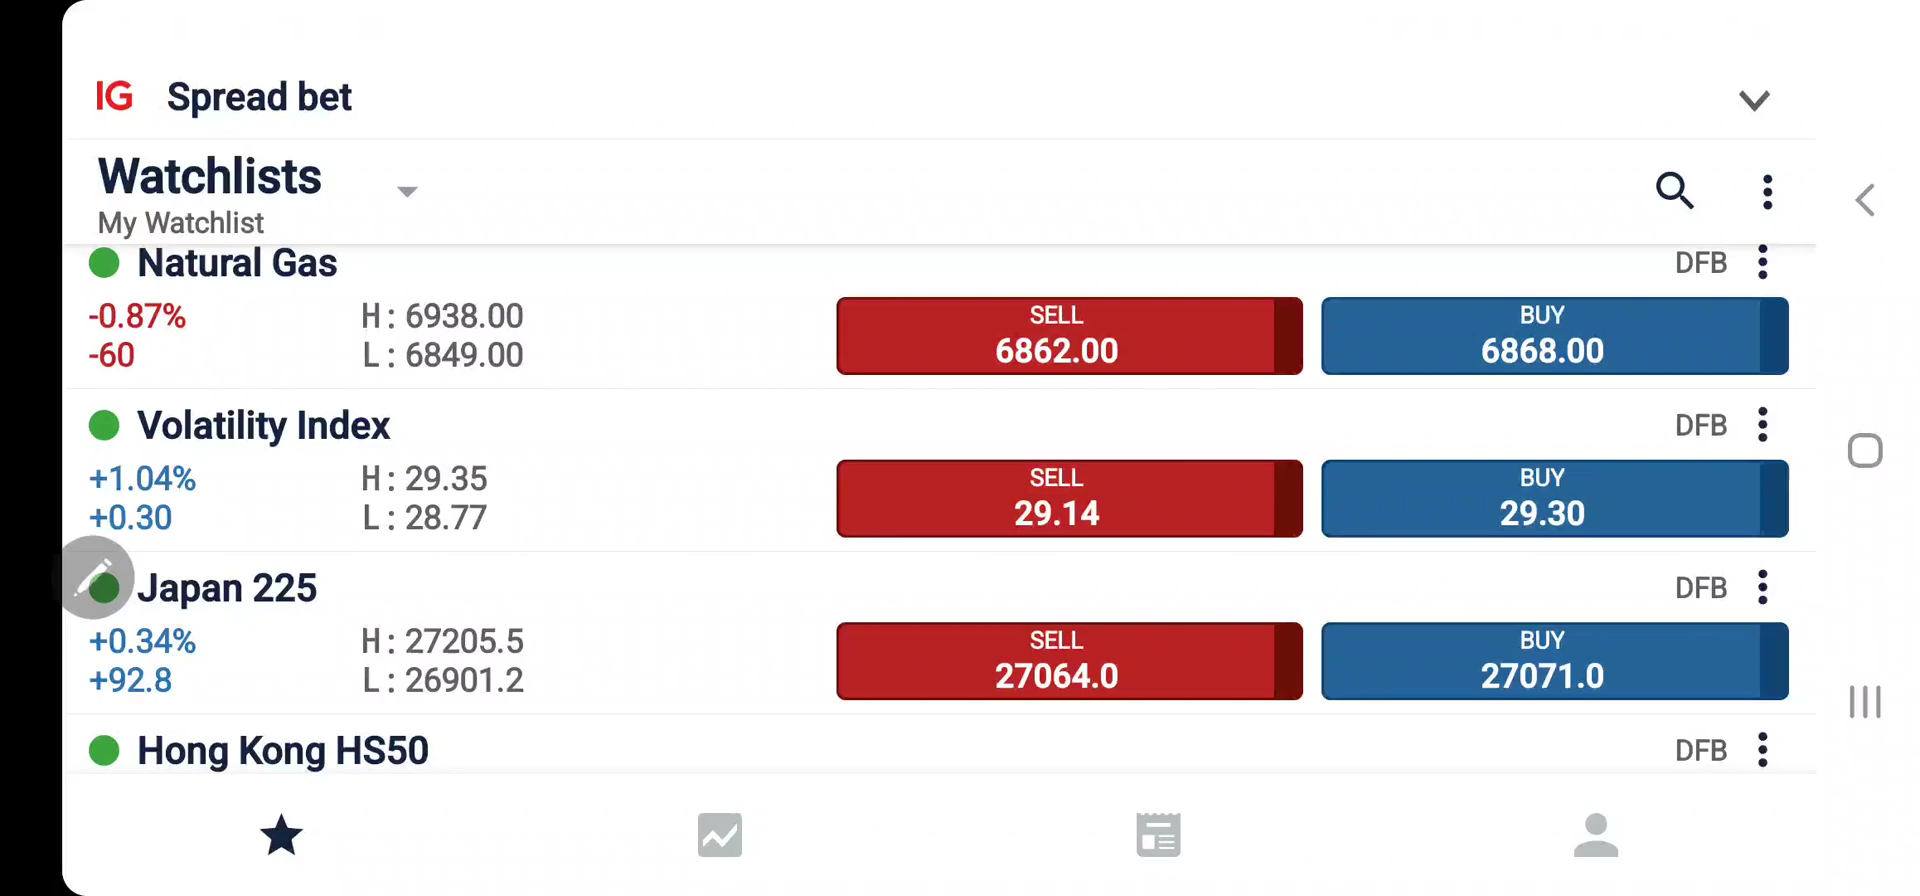 IG Spread bet
Watchlists
My Watchlist
Natural Gas DFB
-0.87% H: 6938.00 SELL BUY
-60 L: 6849.00 6862.00 6868.00
Volatility Index DFB
+1.04% H: 29.35 SELL BUY
+0.30 L: 28.77 29.14 29.30
Japan 225 DFB
+0.34% H: 27205.5 SELL BUY
+92.8 L: 26901.2 27064.0 27071.0
Hong Kong HS50 DFB